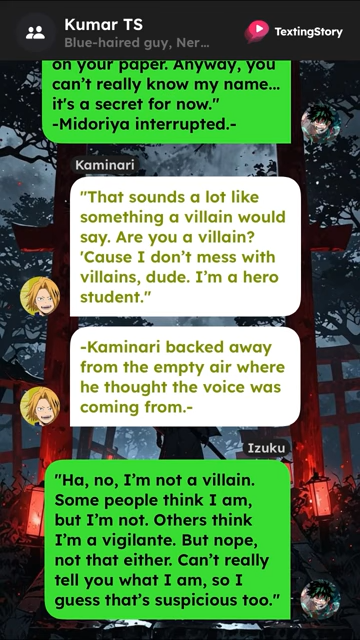 Kumar TS
Blue-haired guy, Ner...
TextingStory
on your paper. Anyway, you
can't really know my name...
it's a secret for now."
-Midoriya interrupted.-
Kaminari
"That sounds a lot like
something a villain would
say. Are you a villain?
'Cause I don't mess with
villains, dude. I'm a hero
student."
-Kaminari backed away
from the empty air where
he thought the voice was
coming from.-
Izuku
"Ha, no, I'm not a villain.
Some people think I am,
but I'm not. Others think
I'm a vigilante. But nope,
not that either. Can't really
tell you what I am, so I
guess that's suspicious too."